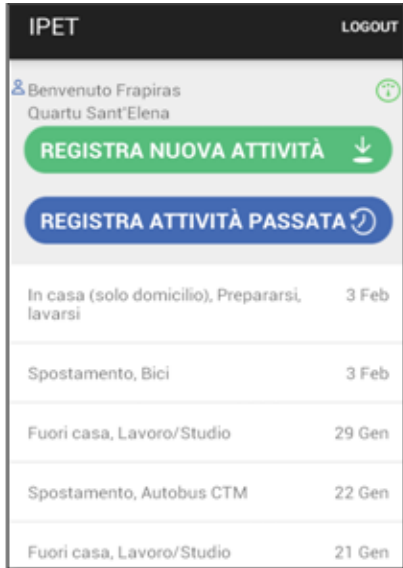 IPET LOGOUT
Benvenuto Frapiras
Quartu Sant'Elena
REGISTRA NUOVA ATTIVITÀ
REGISTRA ATTIVITÀ PASSATA
In casa (solo domicilio), Prepararsi, 3 Feb
lavarsi
Spostamento, Bici 3 Feb
Fuori casa, Lavoro/Studio 29 Gen
Spostamento, Autobus CTM 22 Gen
Fuori casa, Lavoro/Studio 21 Gen